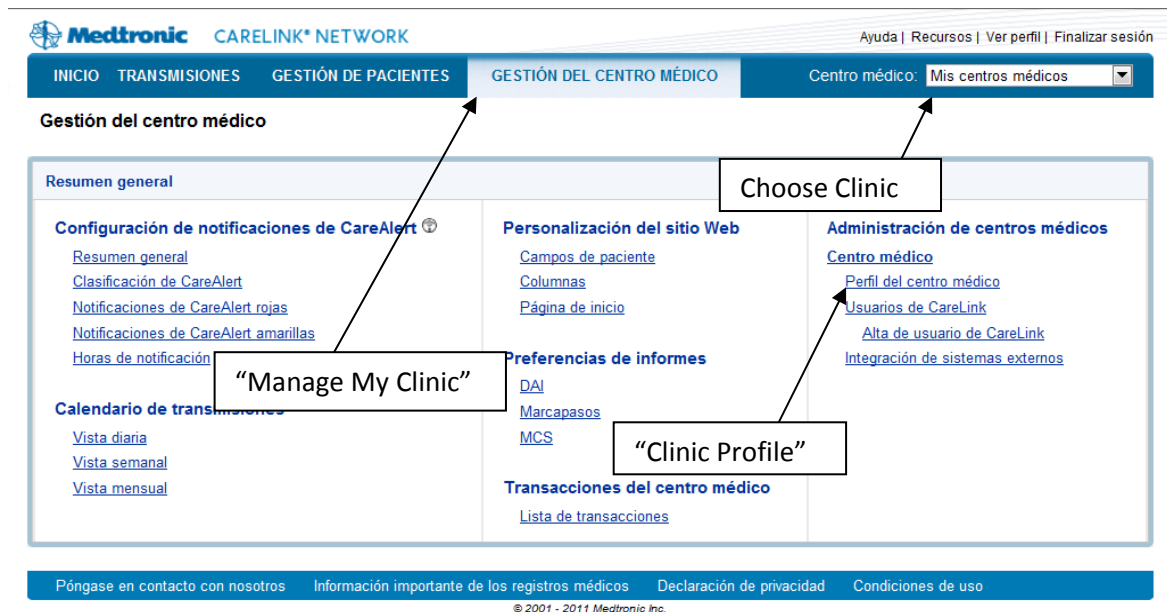 Medtronic CARELINK® NETWORK
Ayuda | Recursos | Ver perfil | Finalizar sesión
INICIO TRANSMISIONES GESTIÓN DE PACIENTES GESTIÓN DEL CENTRO MÉDICO Centro médico: Mis centros médicos
Gestión del centro médico
Choose Clinic
Resumen general
Configuración de notificaciones de CareAlert
Resumen general
Clasificación de CareAlert
Notificaciones de CareAlert rojas
Notificaciones de CareAlert amarillas
Horas de notificación
“Manage My Clinic”
Calendario de transmisiones
Vista diaria
Vista semanal
Vista mensual
Personalización del sitio Web
Campos de paciente
Columnas
Página de inicio
Preferencias de informes
DAI
Marcapasos
MCS
Transacciones del centro médico
Lista de transacciones
Administración de centros médicos
Centro médico
Perfil del centro médico
Usuarios de CareLink
Alta de usuario de CareLink
Integración de sistemas externos
“Clinic Profile”
Póngase en contacto con nosotros Información importante de los registros médicos Declaración de privacidad Condiciones de uso
© 2001 - 2011 Medtronic Inc.